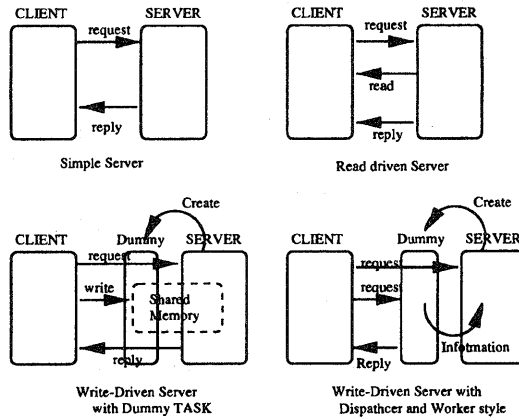 CLIENT
SERVER
request
reply
Simple Server
CLIENT
SERVER
request
read
reply
Read driven Server
Create
CLIENT
Dummy
SERVER
request
write
Shared
Memory
reply
Write-Driven Server
with Dummy TASK
Create
CLIENT
Dummy
SERVER
request
request
Infotmation
Reply
Write-Driven Server with
Dispathcer and Worker style